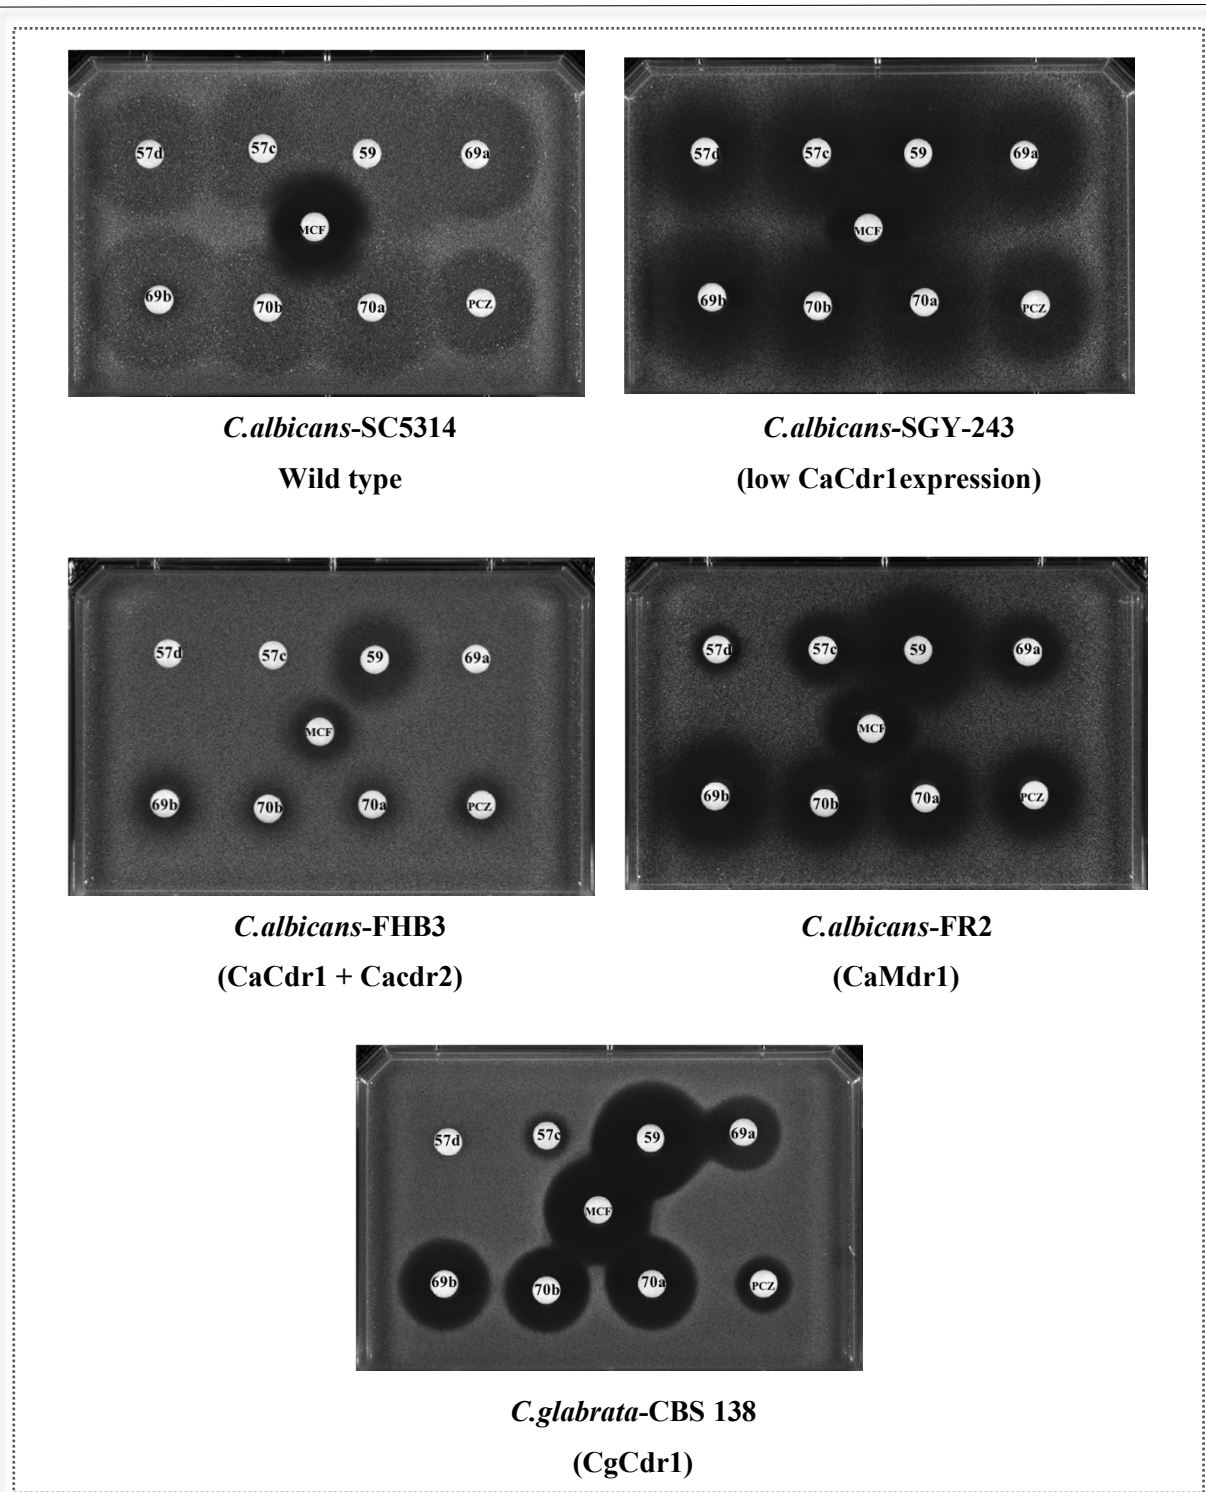 57d 57c 59 69a
MCF
69b 70b 70a PCZ
C.albicans-SC5314
Wild type
57d 57c 59 69a
MCF
69b 70b 70a PCZ
C.albicans-SGY-243
(low CaCdr1expression)
57d 57c 59 69a
MCF
69b 70b 70a PCZ
C.albicans-FHB3
(CaCdr1 + Cacdr2)
57d 57c 59 69a
MCF
69b 70b 70a PCZ
C.albicans-FR2
(CaMdr1)
57d 57c 59 69a
MCF
69b 70b 70a PCZ
C.glabrata-CBS 138
(CgCdr1)